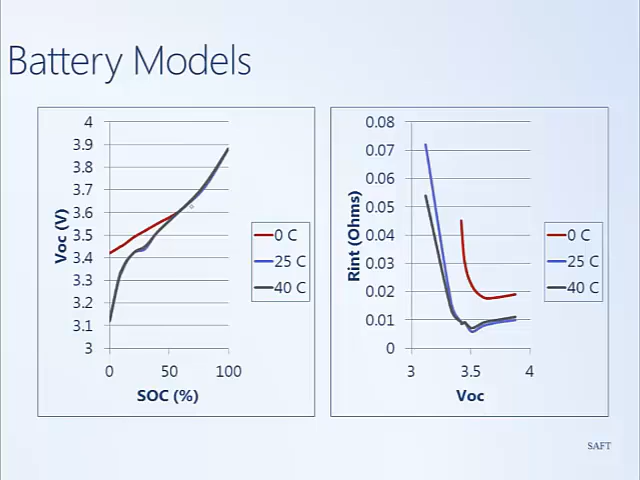 Battery Models
4
3.9
3.8
3.7
3.6
3.5
3.4
3.3
3.2
3.1
3
Voc (V)
0 50 100
SOC (%)
0 C
25 C
40 C
0.08
0.07
0.06
0.05
0.04
0.03
0.02
0.01
0
Rint (Ohms)
3 3.5 4
Voc
0 C
25 C
40 C
SAFT